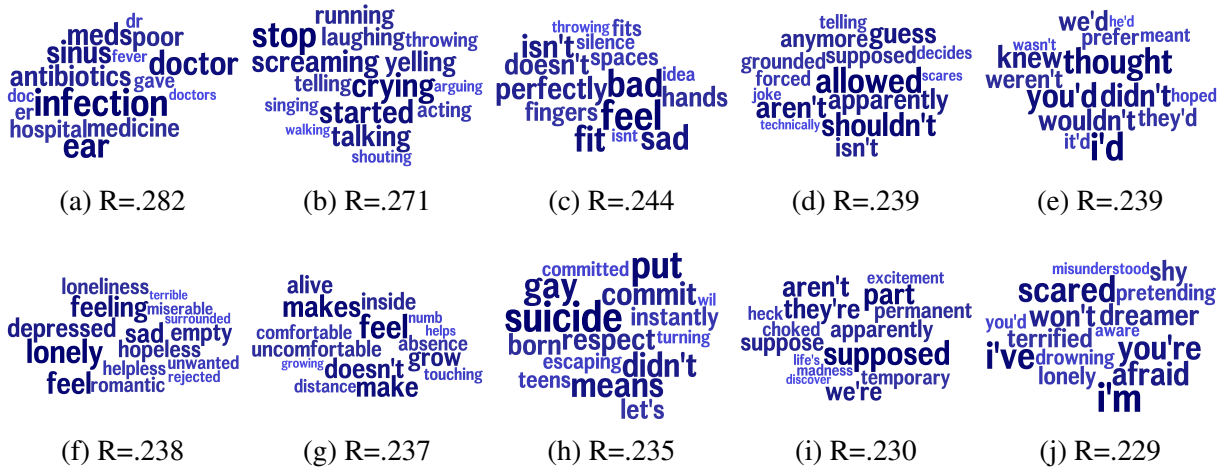 dr
meds poor
sinus fever doctor
antibiotics gave
doc infection doctors
er
hospital medicine
ear
(a) R=.282
running
stop laughing throwing
screaming yelling
telling crying arguing
singing started acting
walking talking
shouting
(b) R=.271
throwing fits
isn't silence
doesn't spaces
perfectly bad idea
hands
fingers feel
fit isnt sad
(c) R=.244
telling
anymore guess
grounded supposed decides
forced allowed scares
joke
aren't apparently
technically shouldn't
isn't
(d) R=.239
we'd he'd
wasn't prefer meant
knew thought
weren't
you'd didn't hoped
wouldn't they'd
it'd i'd
(e) R=.239
loneliness
feeling terrible
miserable
surrounded
depressed sad empty
lonely hopeless
helpless unwanted
feel romantic rejected
(f) R=.238
alive
makes inside
comfortable feel numb
helps
uncomfortable absence
growing doesn't grow
touching
distance make
(g) R=.237
committed put
gay commit wil
suicide instantly
born respect turning
escaping didn't
teens means
let's
(h) R=.235
excitement
aren't part
heck they're permanent
choked apparently
suppose supposed
life's
madness
discover temporary
we're
(i) R=.230
misunderstood shy
scared pretending
you'd won't dreamer
terrified aware
i've drowning you're
lonely afraid
i'm
(j) R=.229